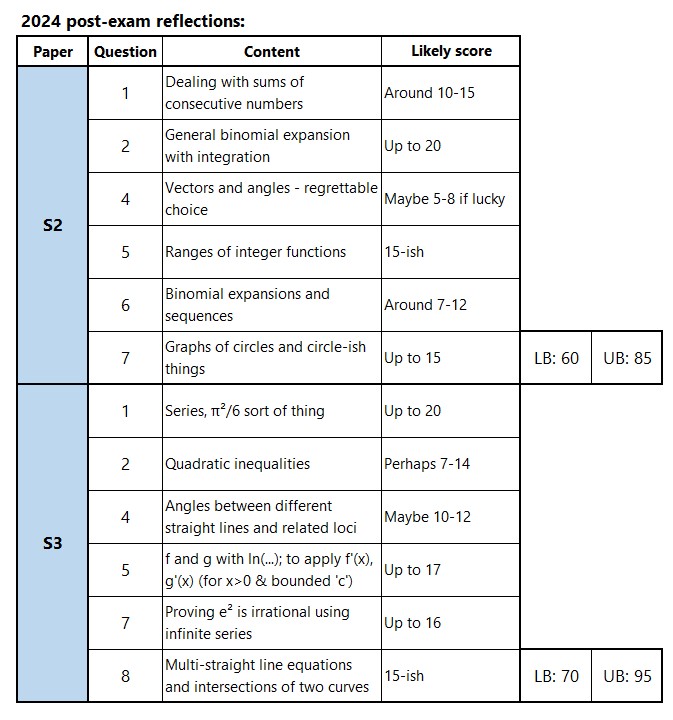 2024 post-exam reflections:
Paper Question Content Likely score
S2
1 Dealing with sums of
consecutive numbers Around 10-15
2 General binomial expansion
with integration Up to 20
4 Vectors and angles - regrettable
choice Maybe 5-8 if lucky
5 Ranges of integer functions 15-ish
6 Binomial expansions and
sequences Around 7-12
7 Graphs of circles and circle-ish
things Up to 15 LB: 60 UB: 85
S3
1 Series, π²/6 sort of thing Up to 20
2 Quadratic inequalities Perhaps 7-14
4 Angles between different
straight lines and related loci Maybe 10-12
5 f and g with ln(...); to apply f'(x),
g'(x) (for x>0 & bounded 'c') Up to 17
7 Proving e² is irrational using
infinite series Up to 16
8 Multi-straight line equations
and intersections of two curves 15-ish LB: 70 UB: 95